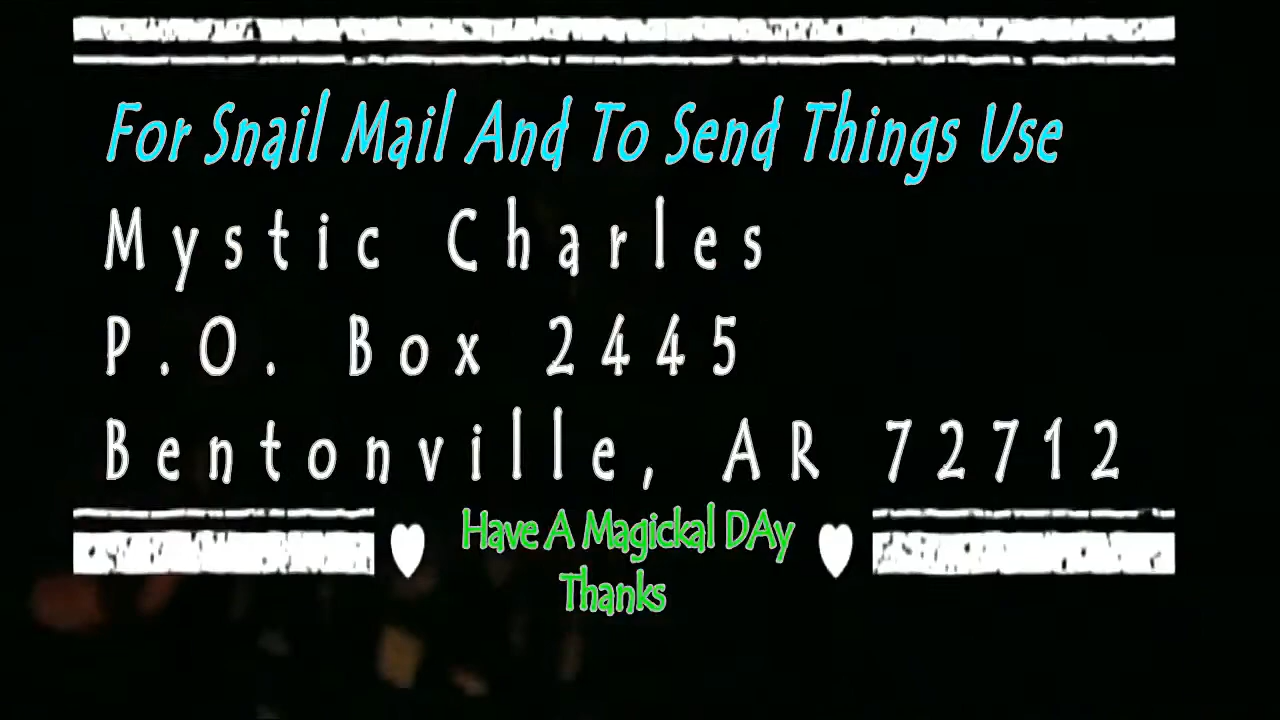 For Snail Mail And To Send Things Use
Mystic Charles
P.O. Box 2445
Bentonville, AR 72712
Have A Magickal DAy
Thanks